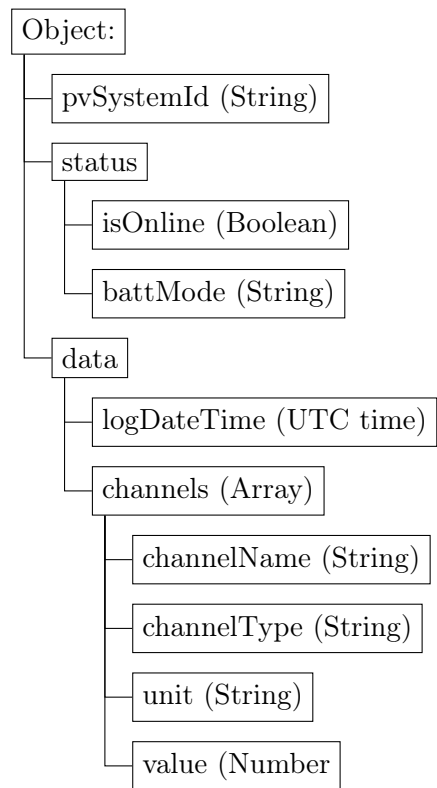 Object:
pvSystemId (String)
status
isOnline (Boolean)
battMode (String)
data
logDateTime (UTC time)
channels (Array)
channelName (String)
channelType (String)
unit (String)
value (Number